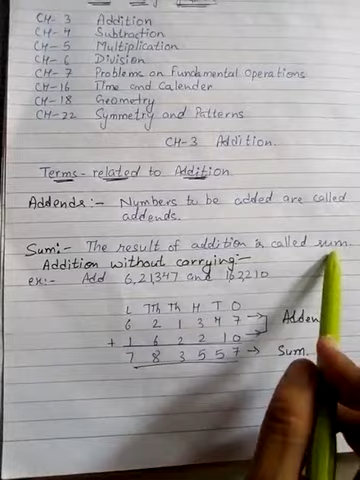 CH- 3 Addition
CH- 4 Subtraction
CH- 5 Multiplication
CH- 6 Division
CH- 7 Problems on Fundamental Operations
CH-16 Time and Calender
CH-18 Geometry
CH-22 Symmetry and Patterns
CH-3 Addition.
Terms related to Addition.
Addends:- Numbers to be added are called
addends.
Sum:- The result of addition is called sum
Addition without carrying:-
ex:- Add 6,21347 and 1,62210
L TTh Th H T O
6 2 1 3 4 7 Adden
+ 1 6 2 2 1 0
7 8 3 5 5 7 → Sum.